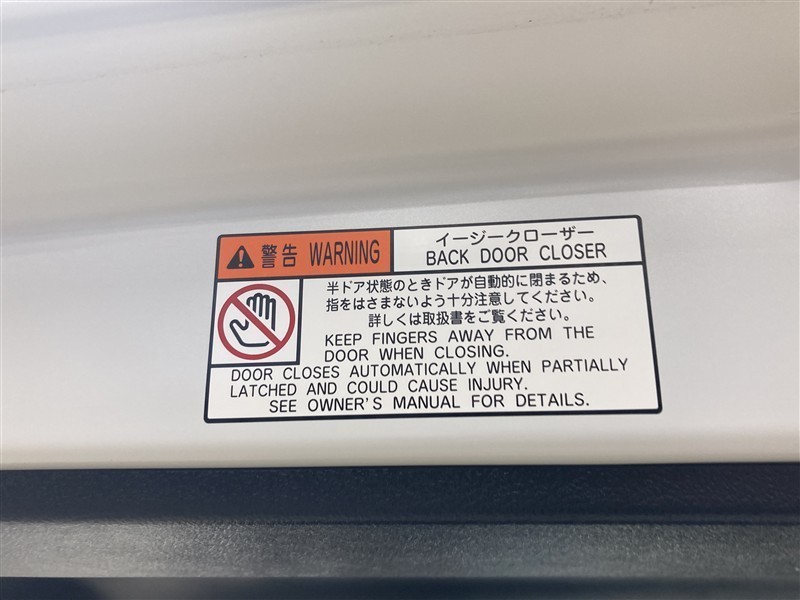 警告 WARNING
イージークローザー
BACK DOOR CLOSER
半ドア状態のときドアが自動的に閉まるため、
指をはさまないよう十分注意してください。
詳しくは取扱書をご覧ください。
KEEP FINGERS AWAY FROM THE
DOOR WHEN CLOSING.
DOOR CLOSES AUTOMATICALLY WHEN PARTIALLY
LATCHED AND COULD CAUSE INJURY.
SEE OWNER'S MANUAL FOR DETAILS.